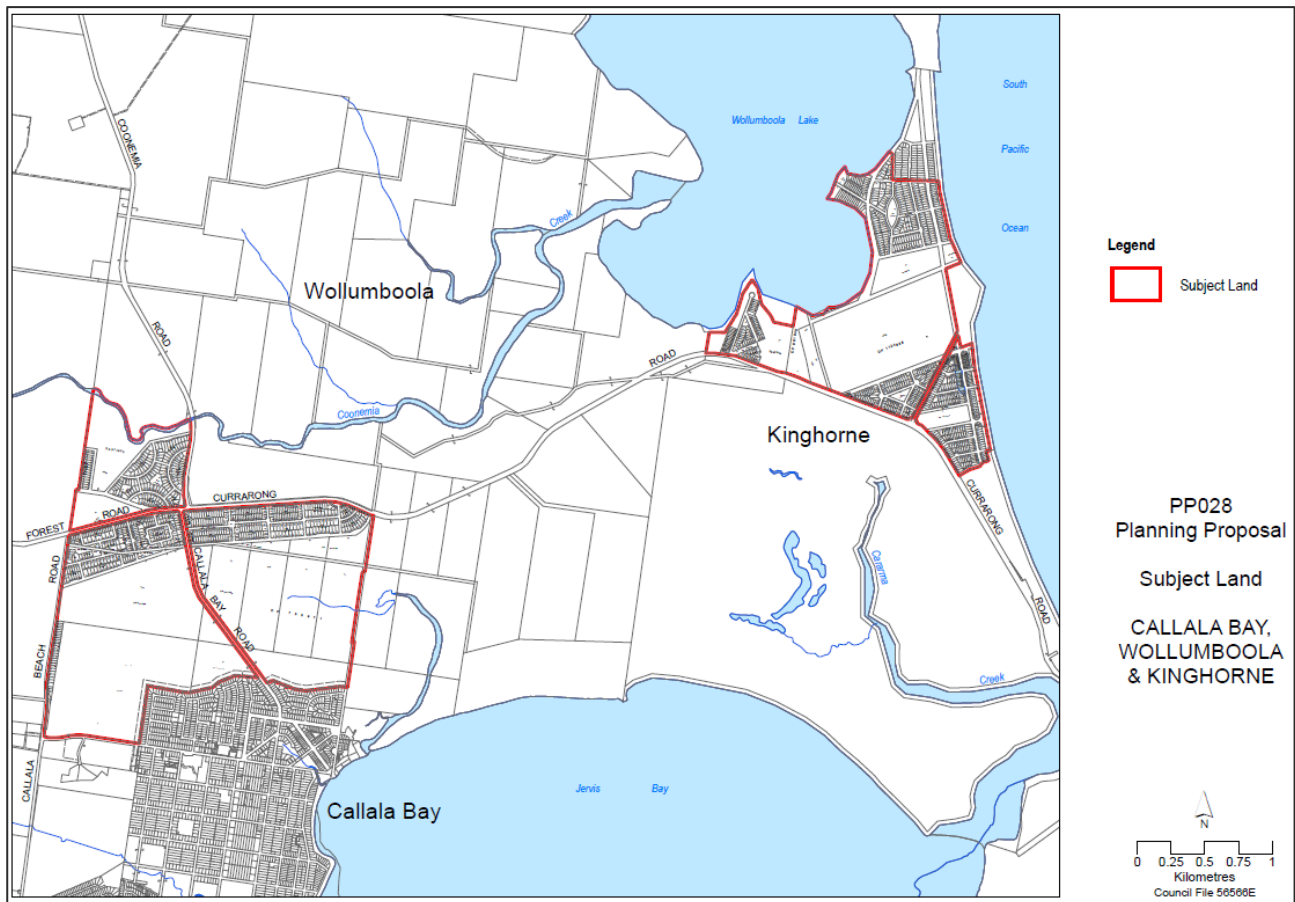 South
Wollumboola Lake
Pacific
Ocean
COONEMIA
Creek
Wollumboola
ROAD
ROAD
Coonemia
Kinghorne
CURRARONG
CURRARONG
FOREST ROAD
ROAD
CALLALA BAY
ROAD
Cararma
ROAD
BEACH
Creek
CALLALA
Jervis Bay
Callala Bay
Legend
Subject Land
PP028
Planning Proposal
Subject Land
CALLALA BAY,
WOLLUMBOOLA
& KINGHORNE
N
0 0.25 0.5 0.75 1
Kilometres
Council File 56566E